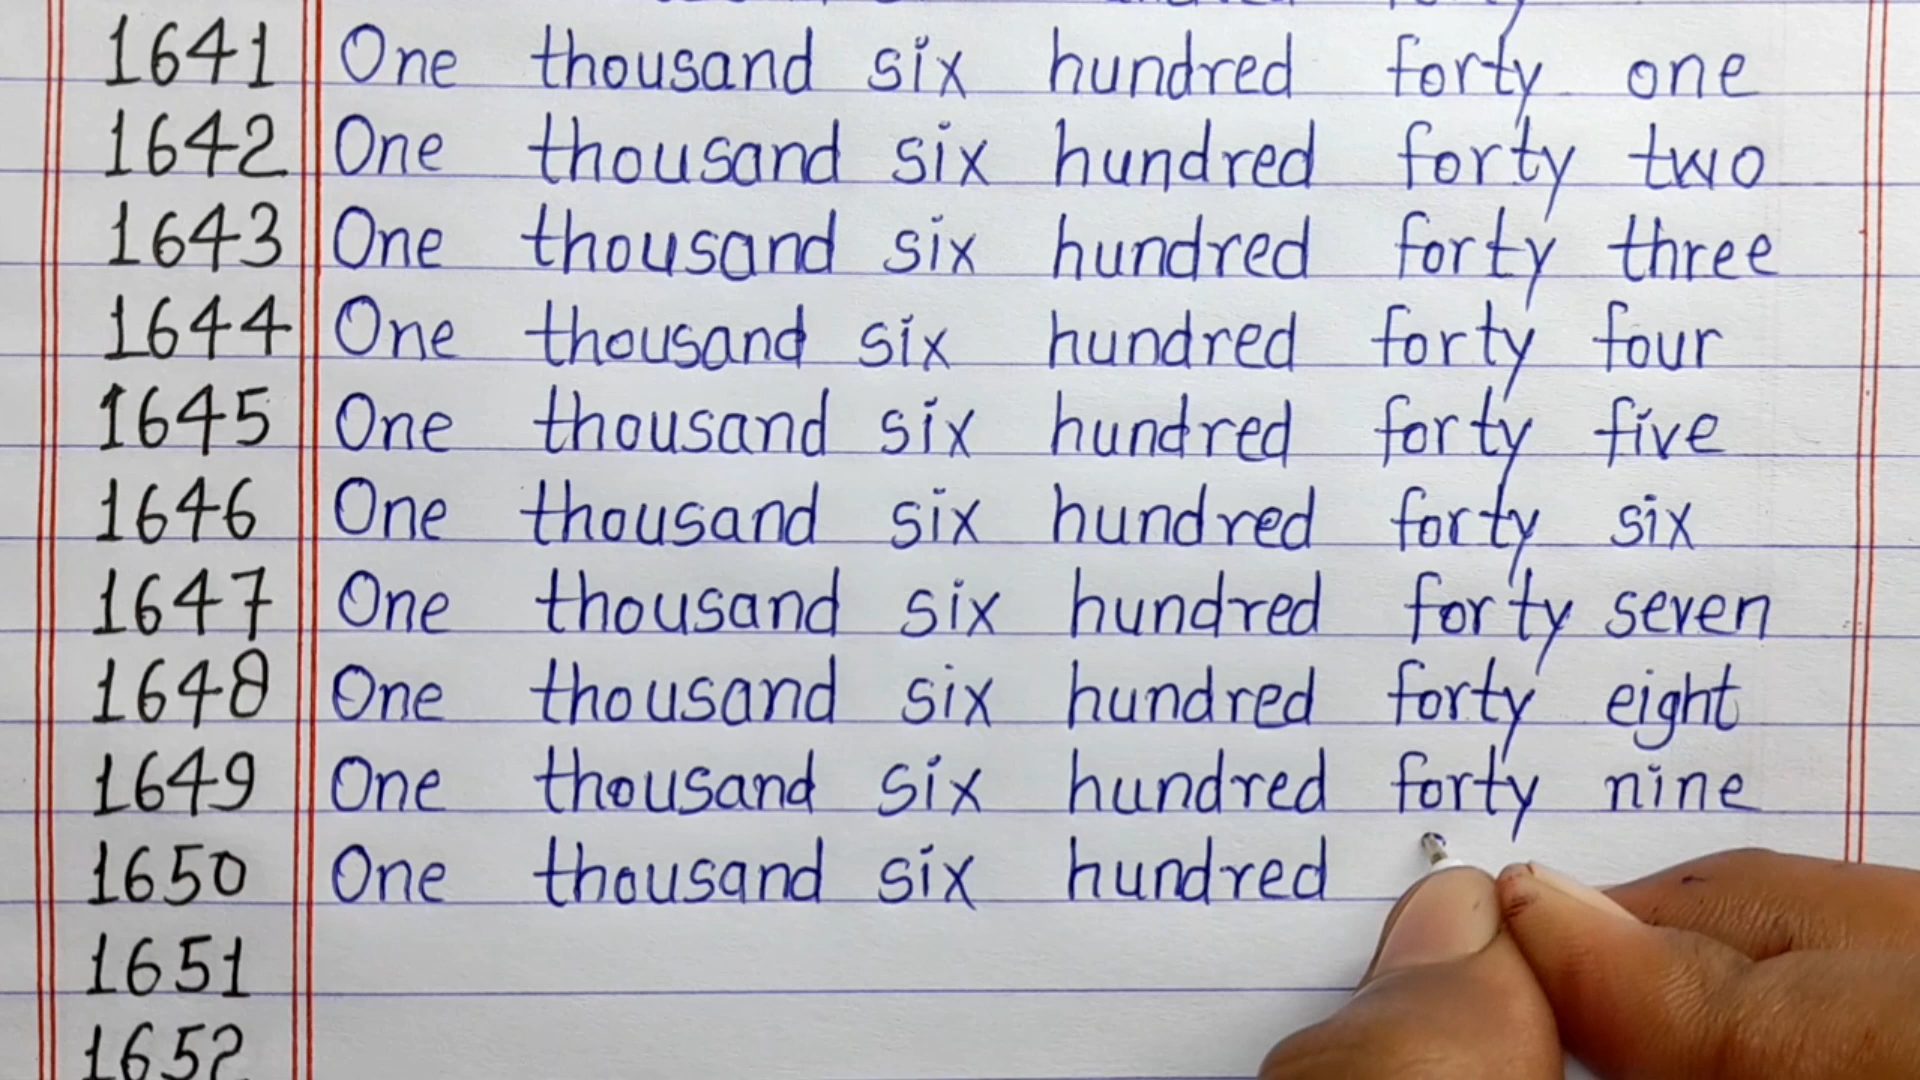 1641 One thousand six hundred forty one
1642 One thousand six hundred forty two
1643 One thousand six hundred forty three
1644 One thousand six hundred forty four
1645 One thousand six hundred forty five
1646 One thousand six hundred forty six
1647 One thousand six hundred forty seven
1648 One thousand six hundred forty eight
1649 One thousand six hundred forty nine
1650 One thousand six hundred
1651
1652